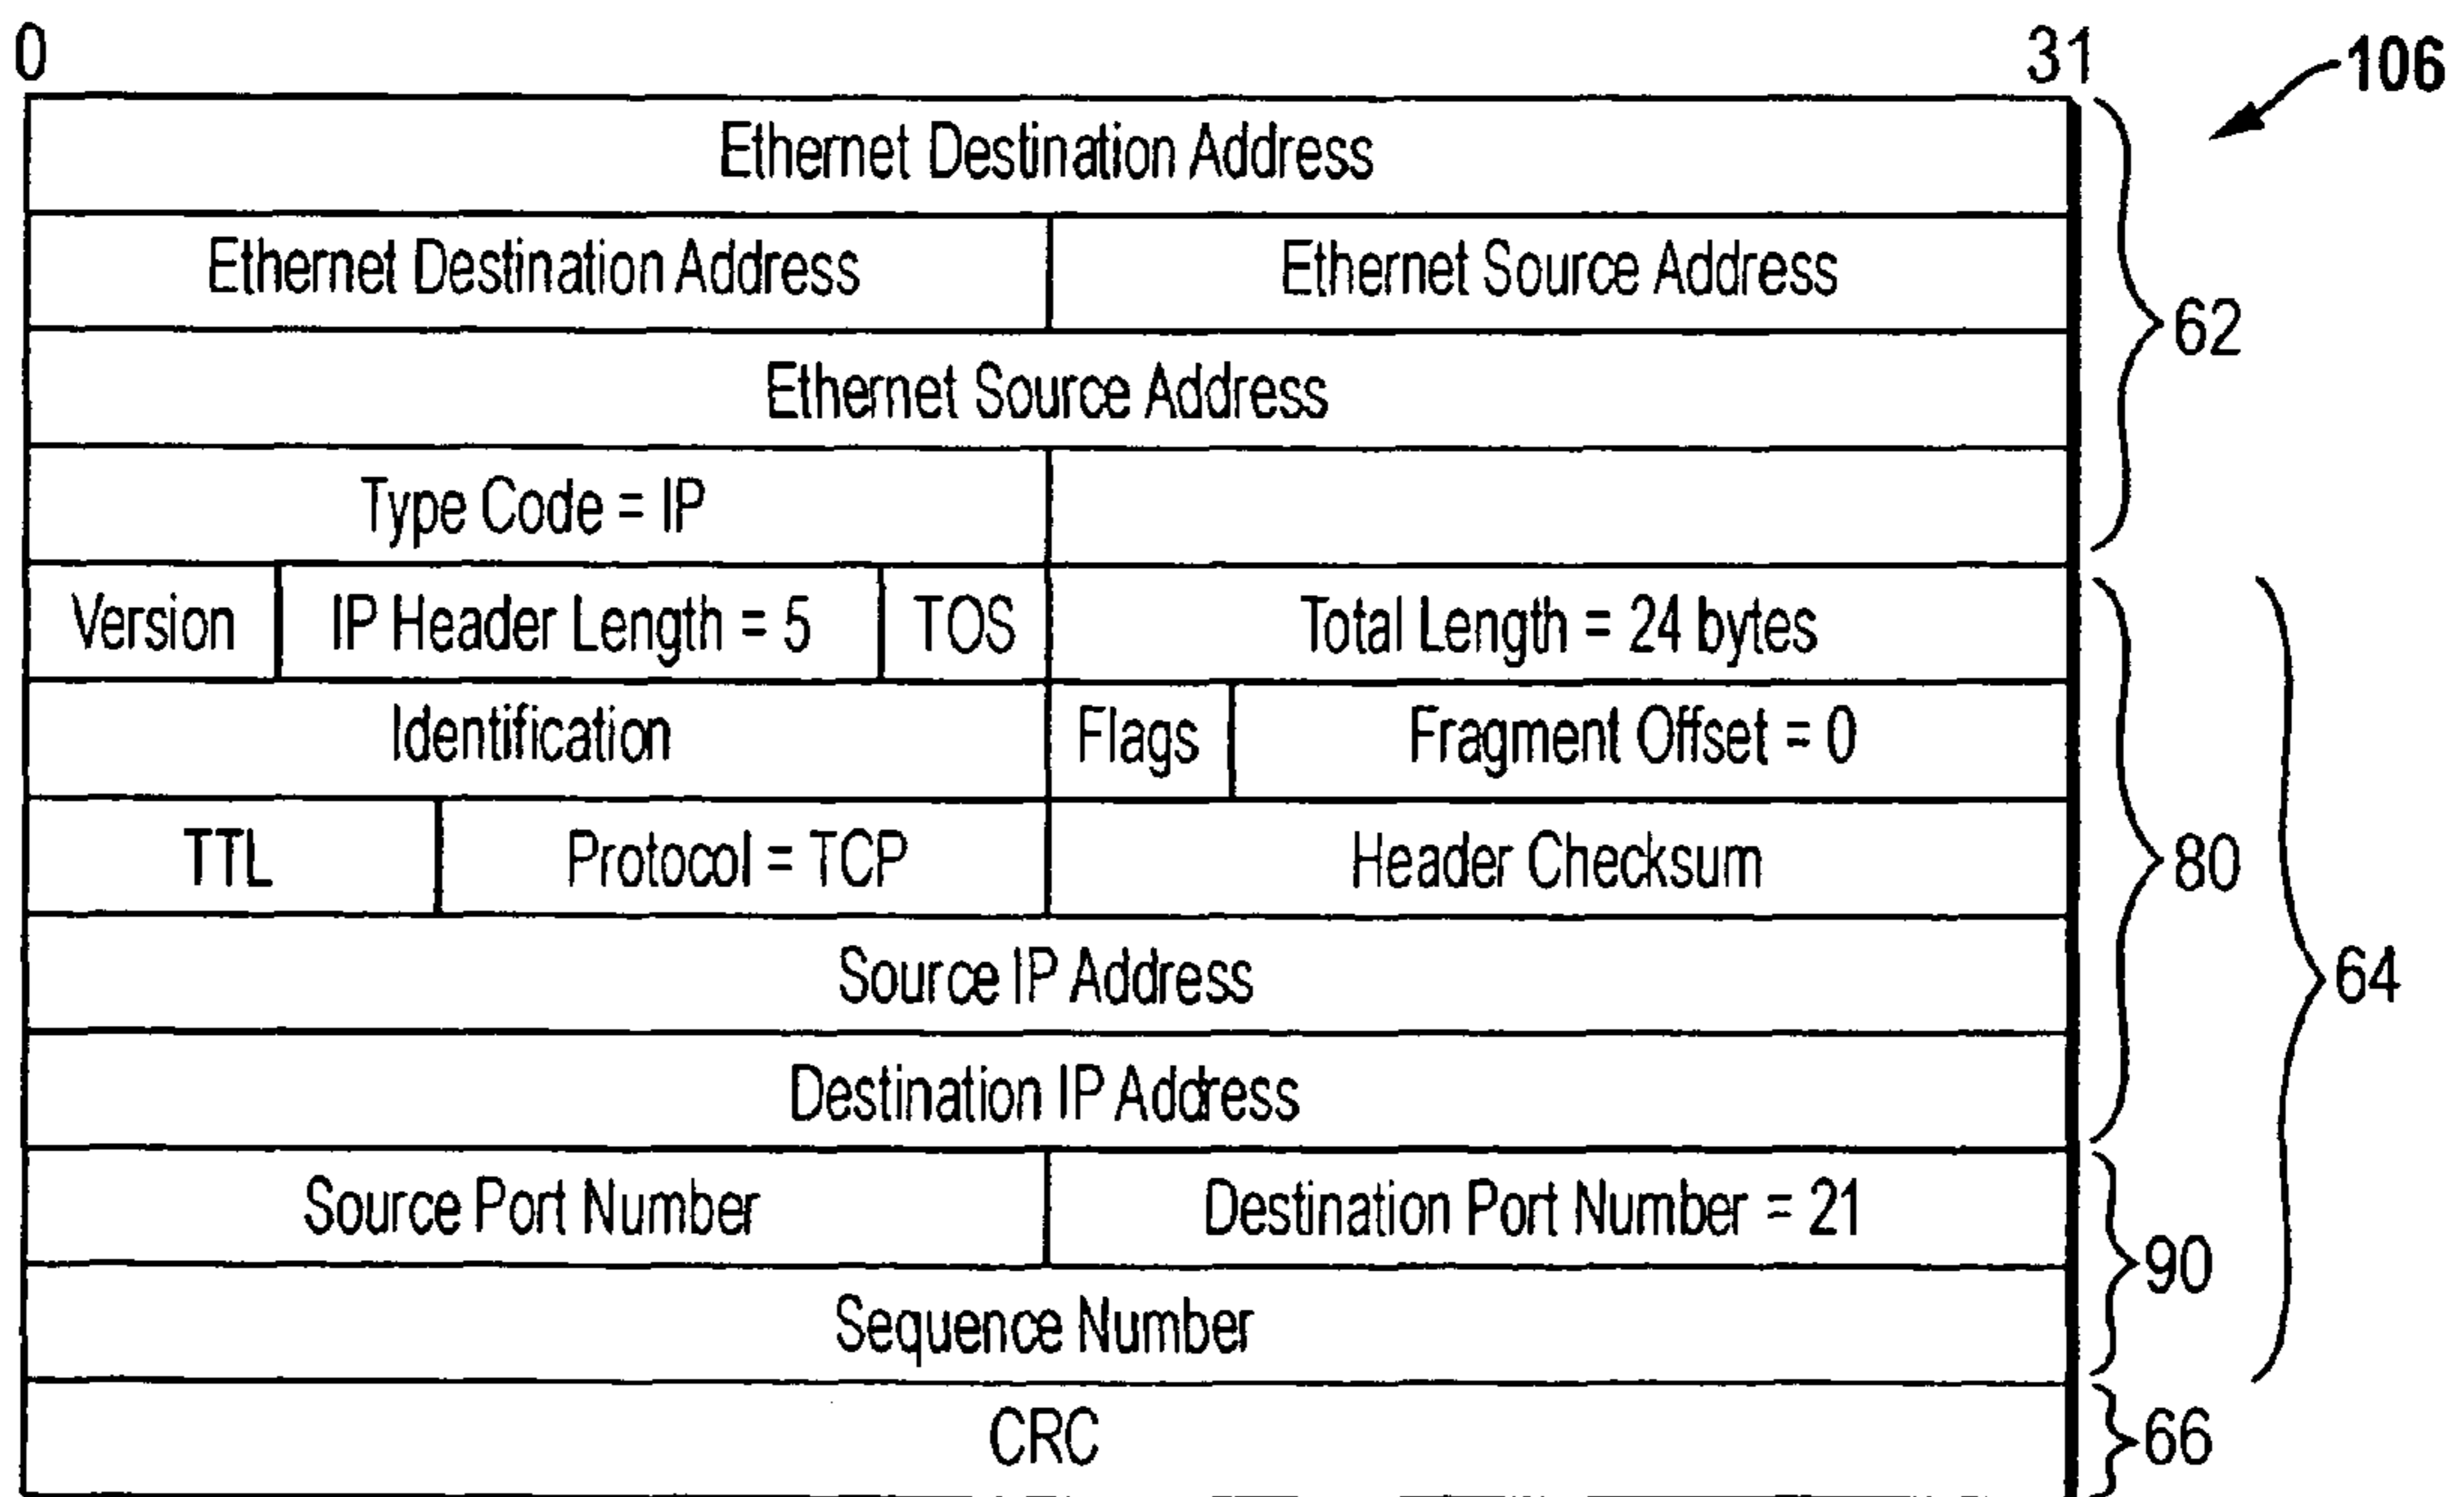 0 31 106
Ethernet Destination Address
Ethernet Destination Address Ethernet Source Address
62
Ethernet Source Address
Type Code = IP
Version IP Header Length = 5 TOS Total Length = 24 bytes
Identification Flags Fragment Offset = 0
TTL Protocol = TCP Header Checksum 80
Source IP Address 64
Destination IP Address
Source Port Number Destination Port Number = 21
90
Sequence Number
CRC 66